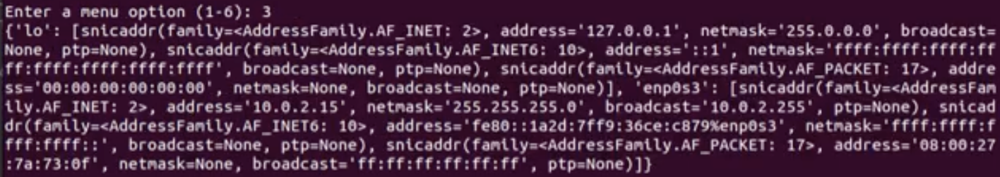 Enter a menu option (1-6): 3
{'lo': [snicaddr(family=<AddressFamily.AF_INET: 2>, address='127.0.0.1', netmask='255.0.0.0', broadcast=
None, ptp=None), snicaddr(family=<AddressFamily.AF_INET6: 10>, address='::1', netmask='ffff:ffff:ffff:ff
ff:ffff:ffff:ffff:ffff', broadcast=None, ptp=None), snicaddr(family=<AddressFamily.AF_PACKET: 17>, addre
ss='00:00:00:00:00:00', netmask=None, broadcast=None, ptp=None)], 'enp0s3': [snicaddr(family=<AddressFam
ily.AF_INET: 2>, address='10.0.2.15', netmask='255.255.255.0', broadcast='10.0.2.255', ptp=None), snicad
dr(family=<AddressFamily.AF_INET6: 10>, address='fe80::1a2d:7ff9:36ce:c879%enp0s3', netmask='ffff:ffff:f
fff:ffff::', broadcast=None, ptp=None), snicaddr(family=<AddressFamily.AF_PACKET: 17>, address='08:00:27
:7a:73:0f', netmask=None, broadcast='ff:ff:ff:ff:ff:ff', ptp=None)]}